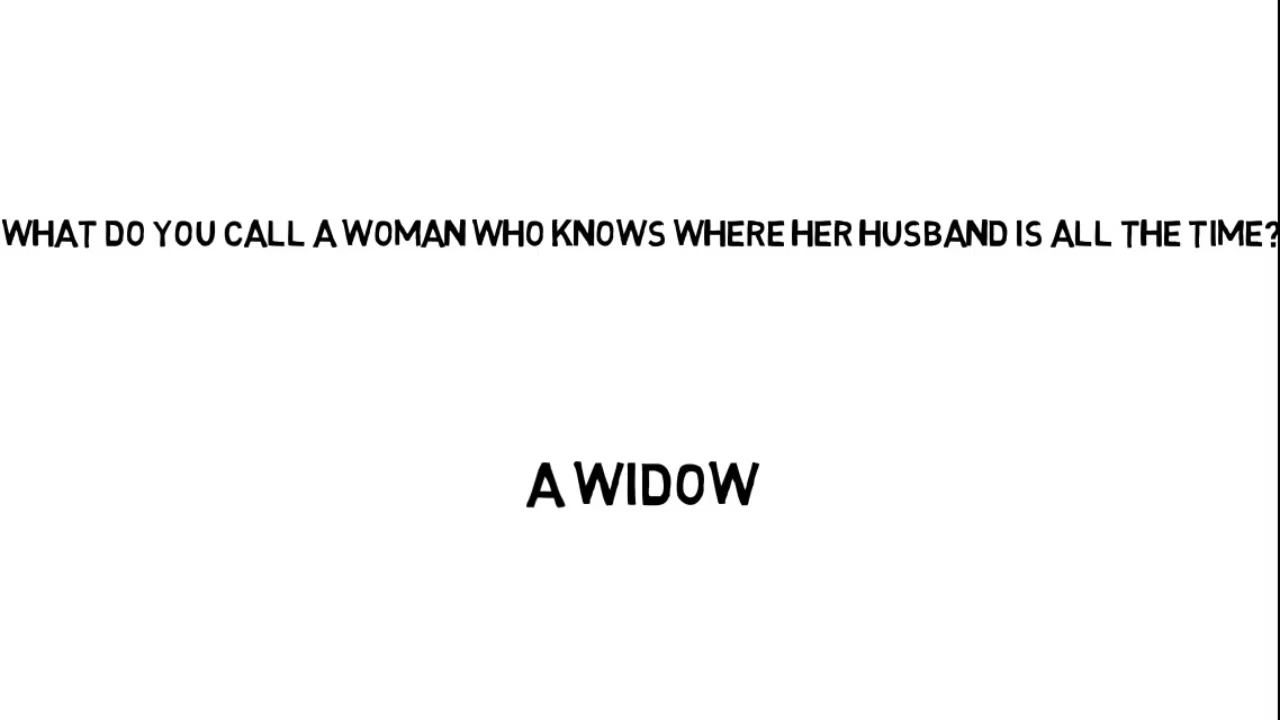 WHAT DO YOU CALL A WOMAN WHO KNOWS WHERE HER HUSBAND IS ALL THE TIME?
A WIDOW